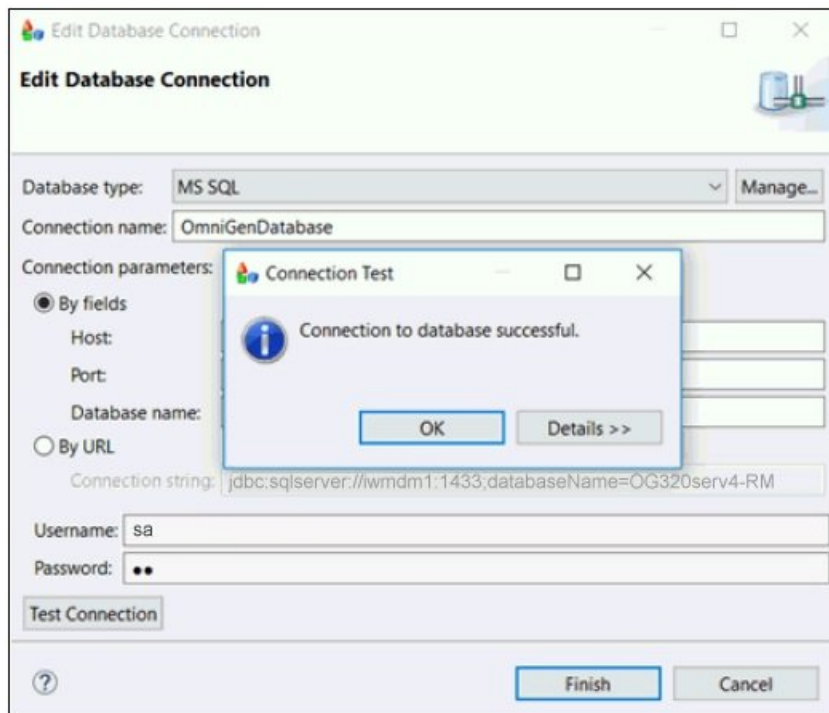 Edit Database Connection
Edit Database Connection
Database type: MS SQL Manage...
Connection name: OmniGenDatabase
Connection parameters:
By fields
Host:
Port:
Database name:
Connection Test
Connection to database successful.
OK Details >>
By URL
Connection string: jdbc:sqlserver://iwmdm1:1433;databaseName=OG320serv4-RM
Username: sa
Password: ●●
Test Connection
? Finish Cancel